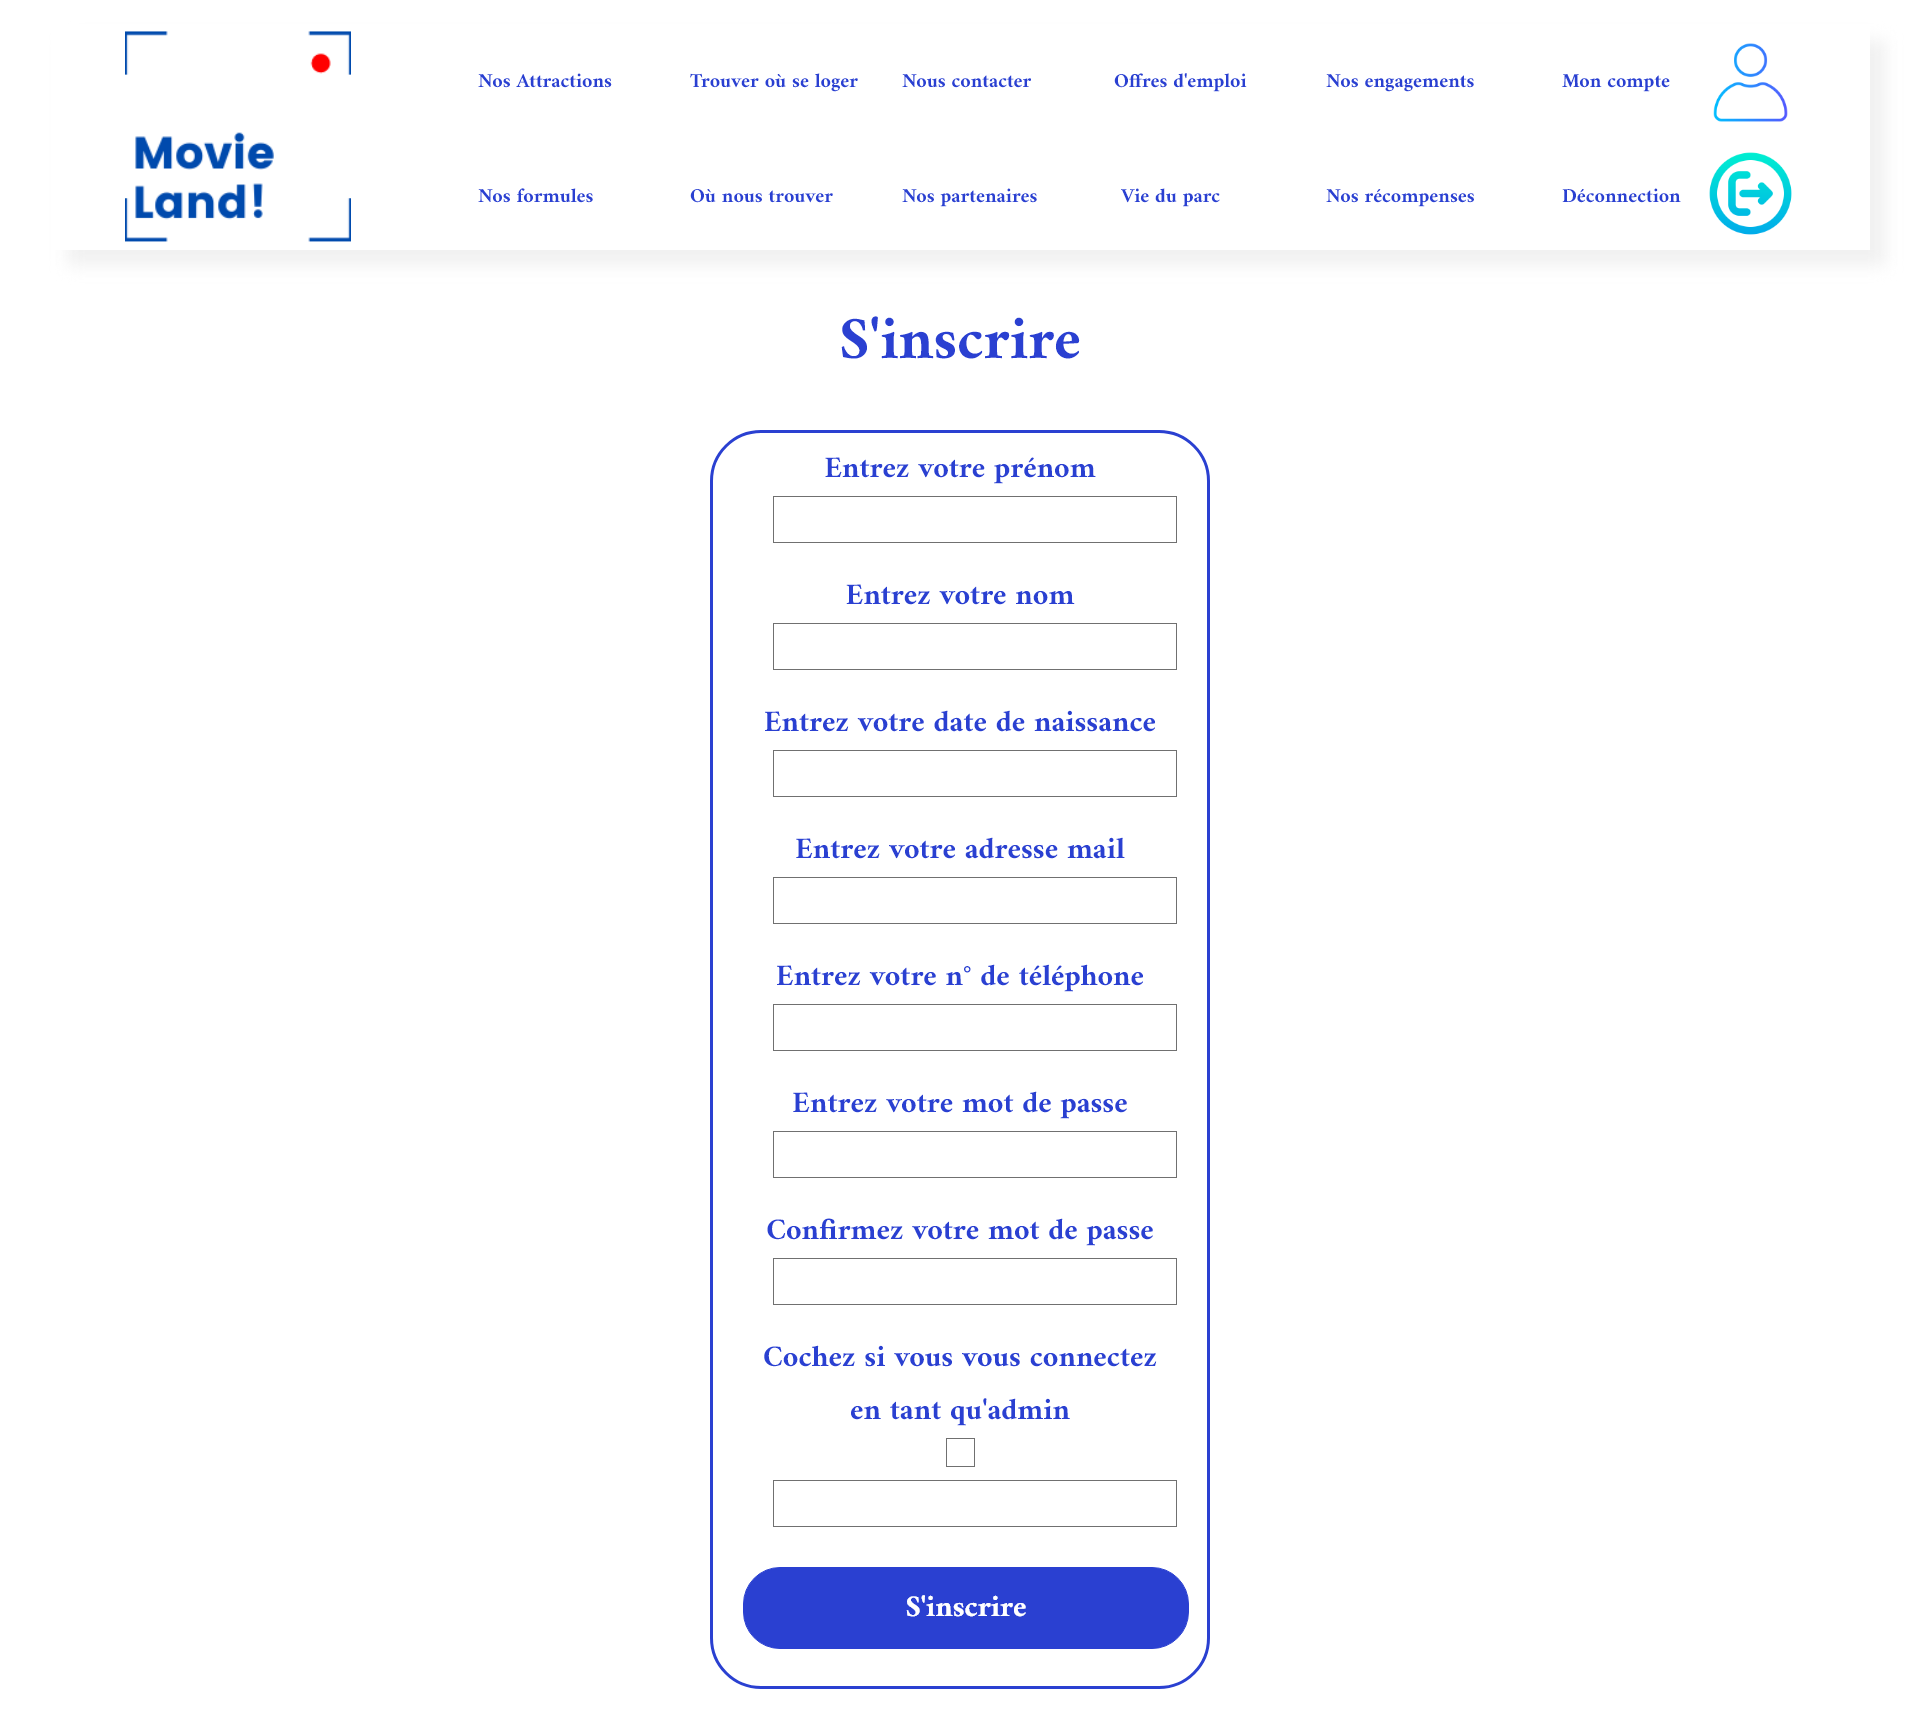 Movie
Land!
Nos Attractions
Trouver où se loger
Nous contacter
Offres d'emploi
Nos engagements
Mon compte
Nos formules
Où nous trouver
Nos partenaires
Vie du parc
Nos récompenses
Déconnection
S'inscrire
Entrez votre prénom
Entrez votre nom
Entrez votre date de naissance
Entrez votre adresse mail
Entrez votre n° de téléphone
Entrez votre mot de passe
Confirmez votre mot de passe
Cochez si vous vous connectez
en tant qu'admin
S'inscrire